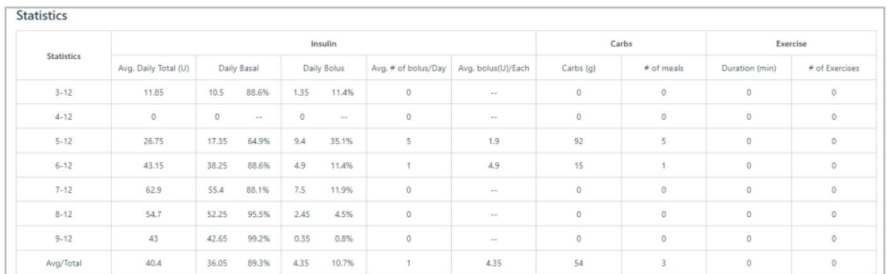 Statistics
Statistics Insulin Carbs Exercise
Avg. Daily Total (U) Daily Basal Daily Bolus Avg. # of bolus/Day Avg. bolus(U)/Each Carbs (g) # of meals Duration (min) # of Exercises
3-12 11.85 10.5 88.6% 1.35 11.4% 0 -- 0 0 0 0
4-12 0 0 -- 0 -- 0 -- 0 0 0 0
5-12 26.75 17.35 64.9% 9.4 35.1% 5 1.9 92 5 0 0
6-12 43.15 38.25 88.6% 4.9 11.4% 1 4.9 15 1 0 0
7-12 62.9 55.4 88.1% 7.5 11.9% 0 -- 0 0 0 0
8-12 54.7 52.25 95.5% 2.45 4.5% 0 -- 0 0 0 0
9-12 43 42.65 99.2% 0.35 0.8% 0 -- 0 0 0 0
Avg/Total 40.4 36.05 89.3% 4.35 10.7% 1 4.35 54 3 0 0